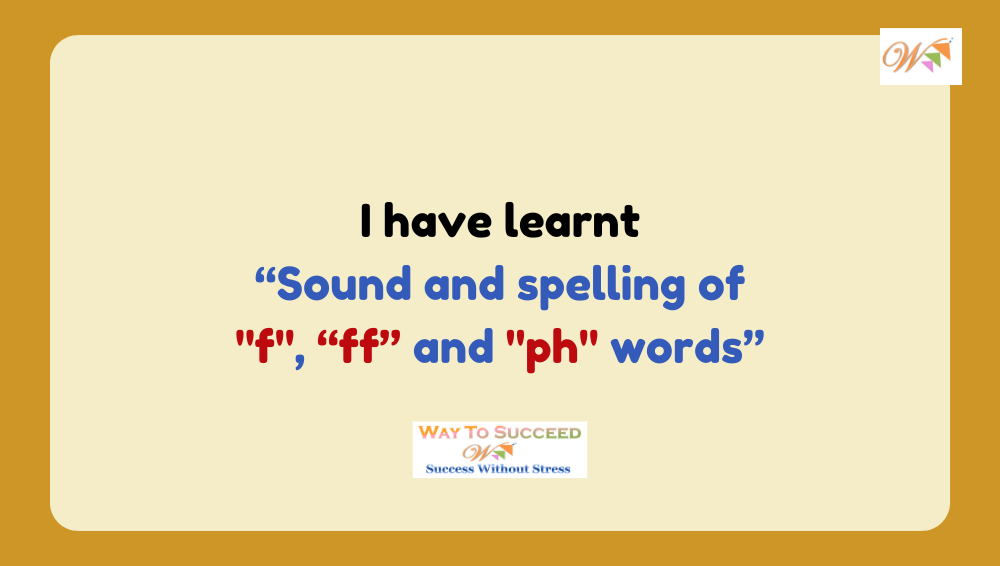 W
I have learnt
“Sound and spelling of
"f", “ff” and "ph" words”
WAY TO SUCCEED
W
Success Without Stress